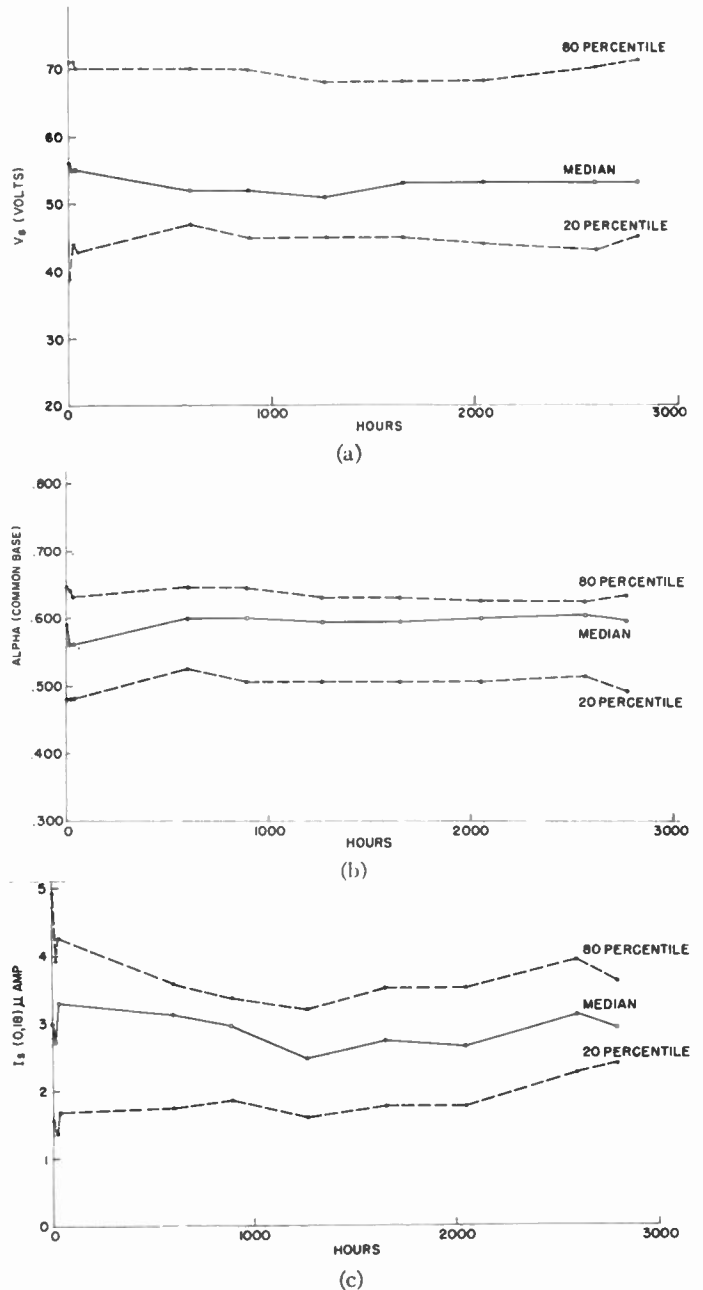 80 PERCENTILE
70
60
MEDIAN
50
20 PERCENTILE
40
30
20
0 1000 2000 3000
V_B (VOLTS)
HOURS
(a)
.800
.700
80 PERCENTILE
.600
MEDIAN
.500
20 PERCENTILE
.400
.300
0 1000 2000 3000
ALPHA (COMMON BASE)
HOURS
(b)
5
80 PERCENTILE
4
MEDIAN
3
20 PERCENTILE
2
1
0
0 1000 2000 3000
I_S (0,18) μ AMP
HOURS
(c)